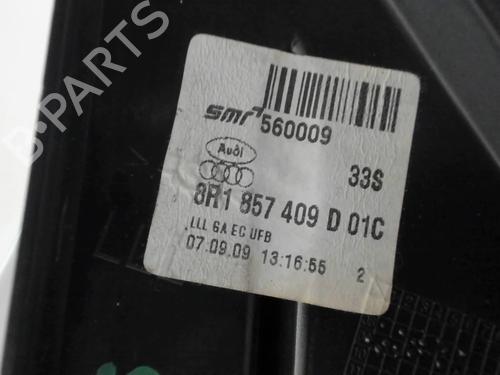 B-PARTS
smr 560009
Audi
33S
8R1 857 409 D 01C
LLL GA EC UFB
07.09.09 13:16:55 2